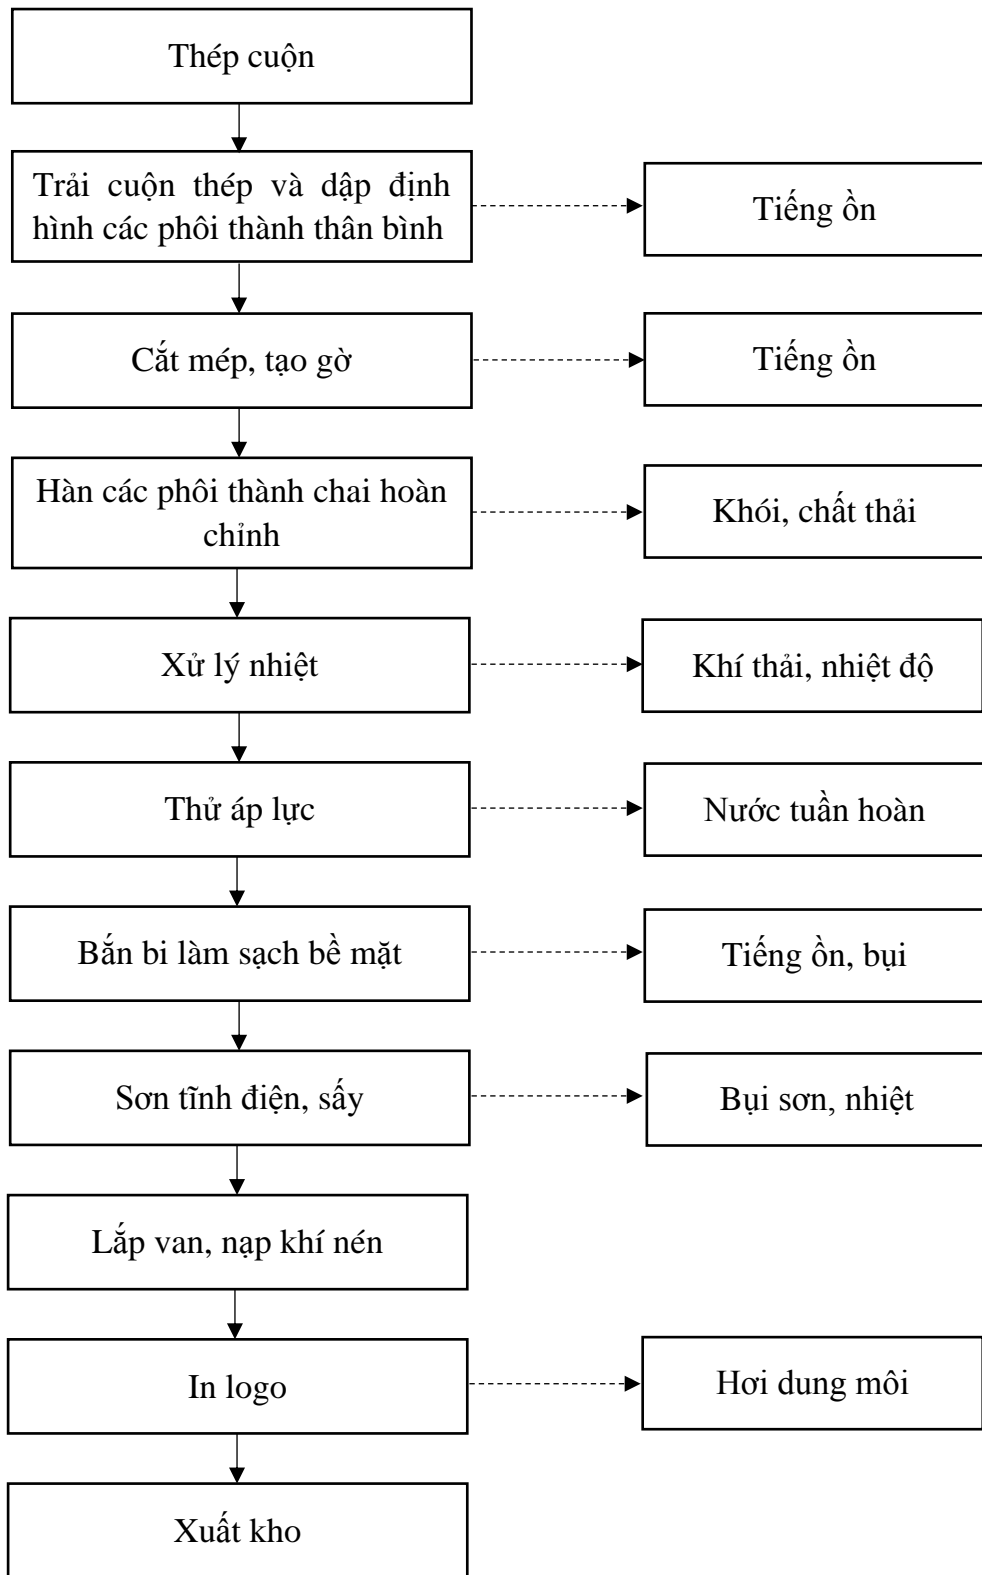 Thép cuộn
Trải cuộn thép và dập định
hình các phôi thành thân bình
Tiếng ồn
Cắt mép, tạo gờ
Tiếng ồn
Hàn các phôi thành chai hoàn
chỉnh
Khói, chất thải
Xử lý nhiệt
Khí thải, nhiệt độ
Thử áp lực
Nước tuần hoàn
Bắn bi làm sạch bề mặt
Tiếng ồn, bụi
Sơn tĩnh điện, sấy
Bụi sơn, nhiệt
Lắp van, nạp khí nén
In logo
Hơi dung môi
Xuất kho